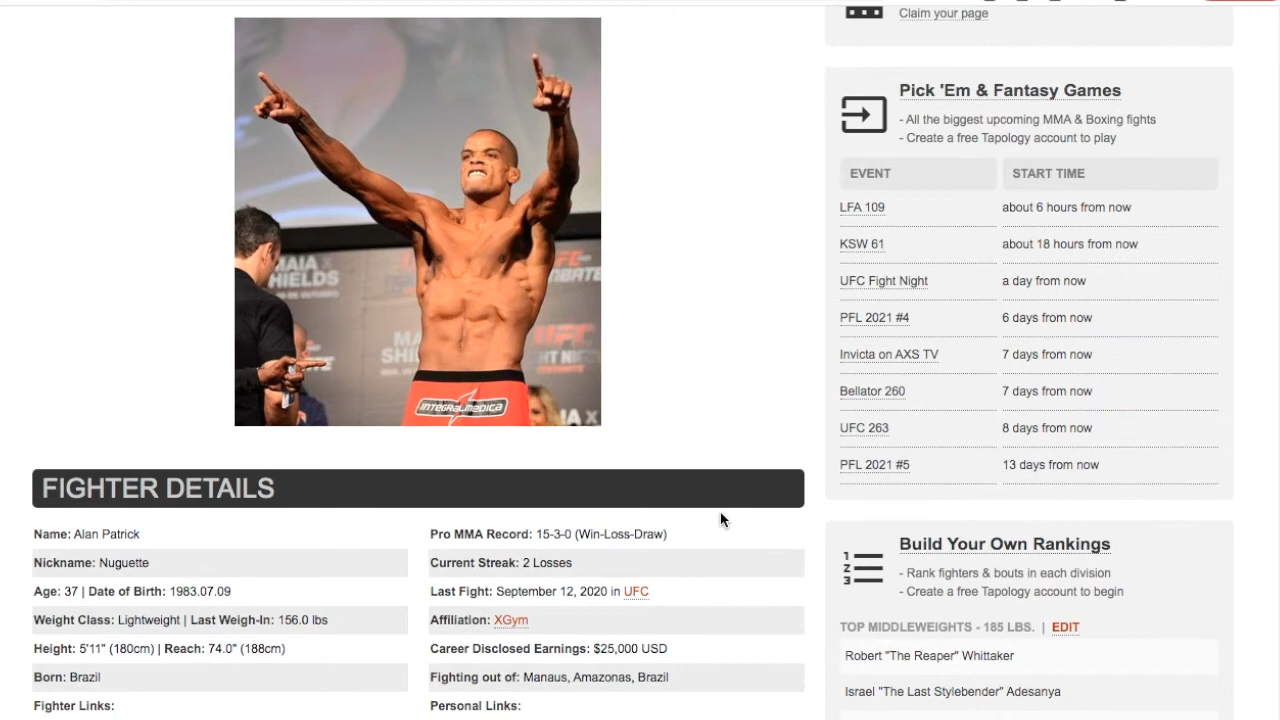 Claim your page
Pick 'Em & Fantasy Games
- All the biggest upcoming MMA & Boxing fights
- Create a free Tapology account to play
EVENT START TIME
LFA 109 about 6 hours from now
KSW 61 about 18 hours from now
UFC Fight Night a day from now
PFL 2021 #4 6 days from now
Invicta on AXS TV 7 days from now
Bellator 260 7 days from now
UFC 263 8 days from now
PFL 2021 #5 13 days from now
MAIA X
SHIELDS
UFC
INTEGRALMEDICA
IA X
FIGHTER DETAILS
Name: Alan Patrick
Nickname: Nuguette
Age: 37 | Date of Birth: 1983.07.09
Weight Class: Lightweight | Last Weigh-In: 156.0 lbs
Height: 5'11" (180cm) | Reach: 74.0" (188cm)
Born: Brazil
Fighter Links:
Pro MMA Record: 15-3-0 (Win-Loss-Draw)
Current Streak: 2 Losses
Last Fight: September 12, 2020 in UFC
Affiliation: XGym
Career Disclosed Earnings: $25,000 USD
Fighting out of: Manaus, Amazonas, Brazil
Personal Links:
Build Your Own Rankings
1
2
3
- Rank fighters & bouts in each division
- Create a free Tapology account to begin
TOP MIDDLEWEIGHTS - 185 LBS. | EDIT
Robert "The Reaper" Whittaker
Israel "The Last Stylebender" Adesanya